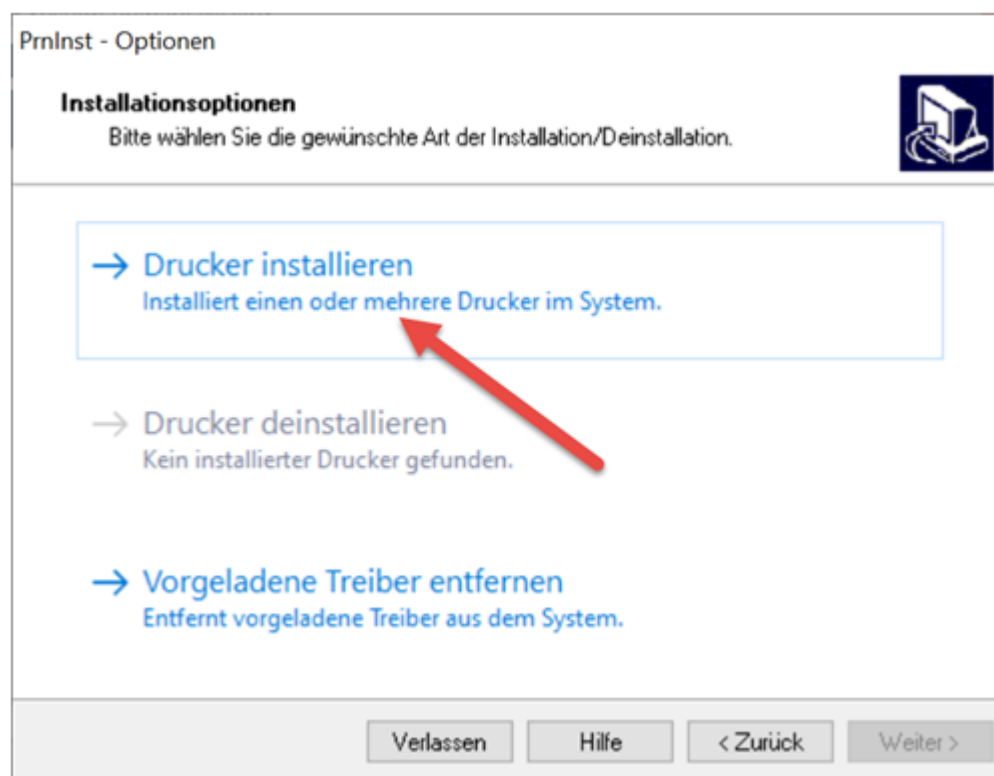 PrnInst - Optionen
Installationsoptionen
Bitte wählen Sie die gewünschte Art der Installation/Deinstallation.
→ Drucker installieren
Installiert einen oder mehrere Drucker im System.
→ Drucker deinstallieren
Kein installierter Drucker gefunden.
→ Vorgeladene Treiber entfernen
Entfernt vorgeladene Treiber aus dem System.
Verlassen Hilfe < Zurück Weiter >